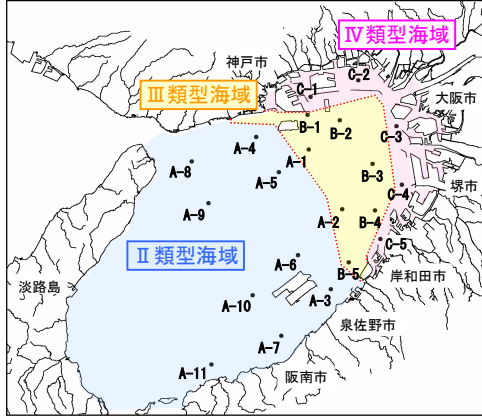 Ⅳ類型海域
神戸市
C-2
Ⅲ類型海域
C-1
大阪市
B-1
B-2
C-3
A-4
A-1
A-8
B-3
A-5
堺市
C-4
A-9
A-2
B-4
C-5
Ⅱ類型海域
A-6
B-5
岸和田市
淡路島
A-10
A-3
泉佐野市
A-7
A-11
阪南市